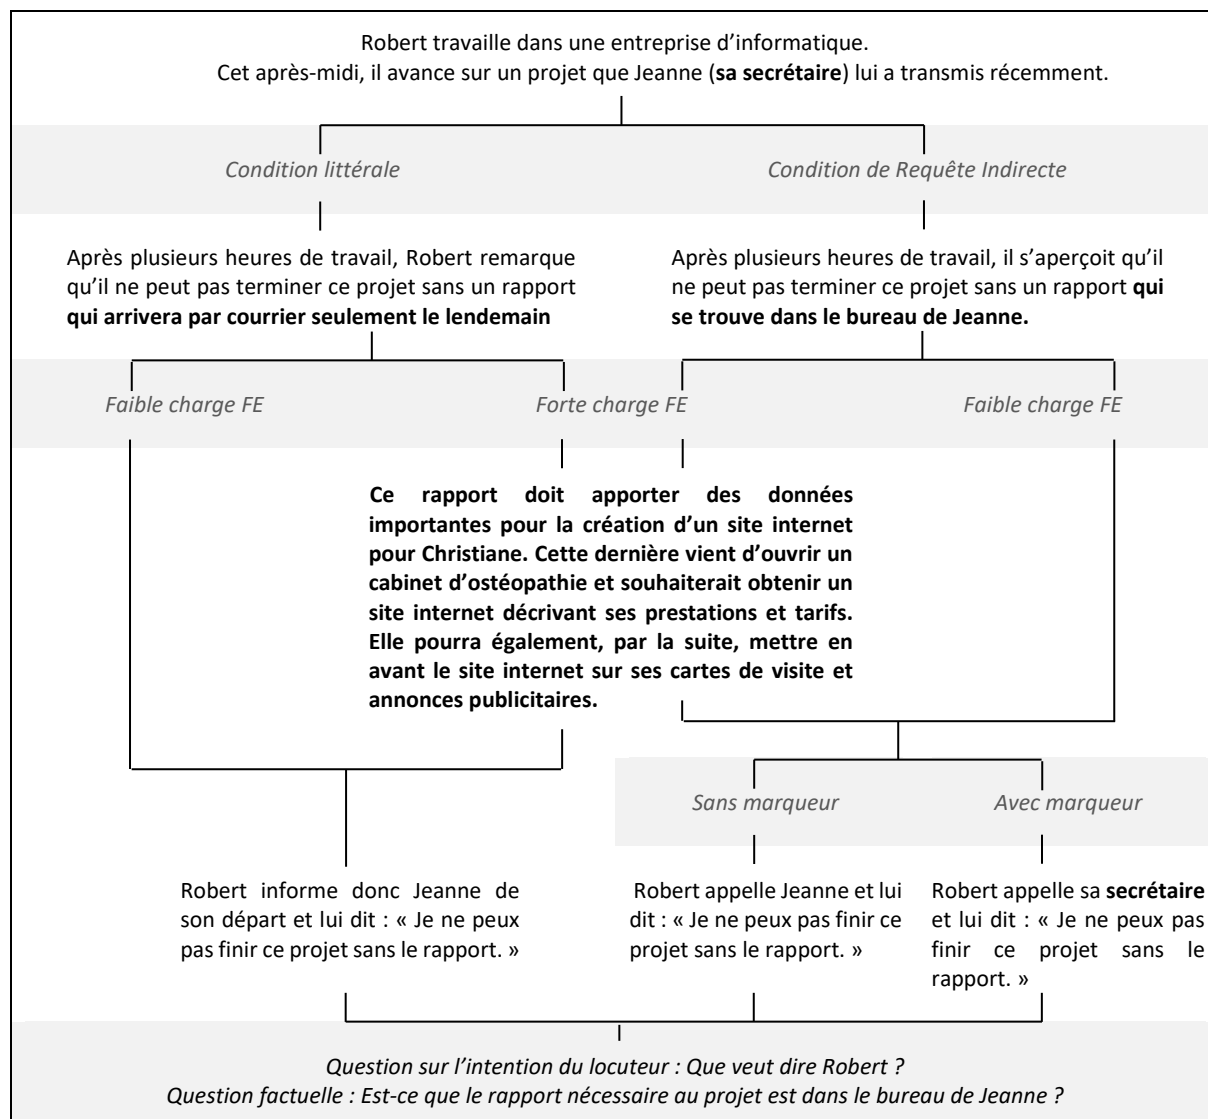 Robert travaille dans une entreprise d’informatique.
Cet après-midi, il avance sur un projet que Jeanne (sa secrétaire) lui a transmis récemment.
Condition littérale
Condition de Requête Indirecte
Après plusieurs heures de travail, Robert remarque
qu’il ne peut pas terminer ce projet sans un rapport
qui arrivera par courrier seulement le lendemain
Après plusieurs heures de travail, il s’aperçoit qu’il
ne peut pas terminer ce projet sans un rapport qui
se trouve dans le bureau de Jeanne.
Faible charge FE
Forte charge FE
Faible charge FE
Ce rapport doit apporter des données
importantes pour la création d’un site internet
pour Christiane. Cette dernière vient d’ouvrir un
cabinet d’ostéopathie et souhaiterait obtenir un
site internet décrivant ses prestations et tarifs.
Elle pourra également, par la suite, mettre en
avant le site internet sur ses cartes de visite et
annonces publicitaires.
Sans marqueur
Avec marqueur
Robert informe donc Jeanne de
son départ et lui dit : « Je ne peux
pas finir ce projet sans le rapport. »
Robert appelle Jeanne et lui
dit : « Je ne peux pas finir ce
projet sans le rapport. »
Robert appelle sa secrétaire
et lui dit : « Je ne peux pas
finir ce projet sans le
rapport. »
Question sur l’intention du locuteur : Que veut dire Robert ?
Question factuelle : Est-ce que le rapport nécessaire au projet est dans le bureau de Jeanne ?